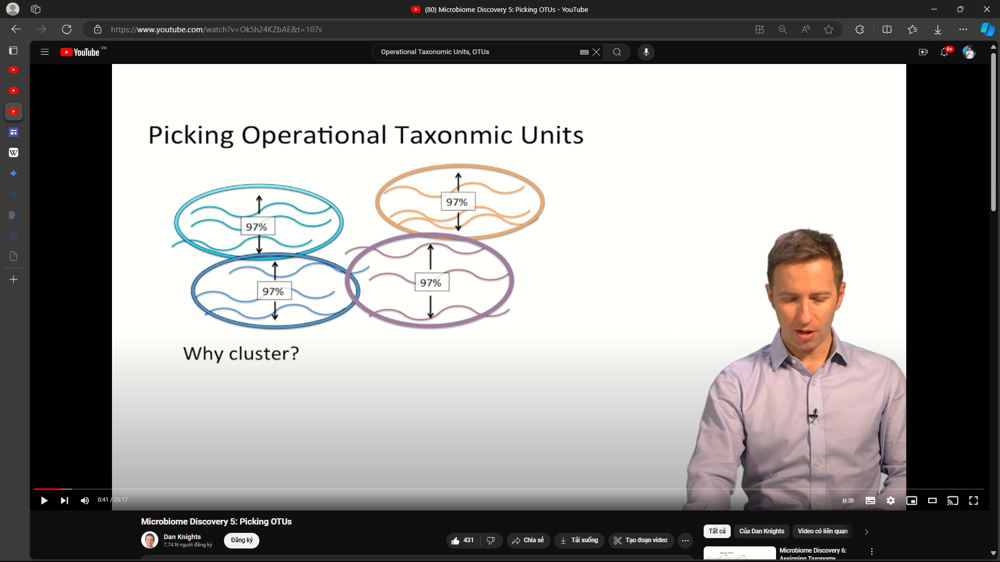 (80) Microbiome Discovery 5: Picking OTUs - YouTube
https://www.youtube.com/watch?v=Ok5h24KZbAE&t=107s
YouTube VN
Operational Taxonomic Units, OTUs
9+
W
Picking Operational Taxonmic Units
97%
97%
97%
97%
Why cluster?
0:41 / 25:17
Microbiome Discovery 5: Picking OTUs
Dan Knights
7,74 N người đăng ký
Đăng ký
431
Chia sẻ
Tải xuống
Tạo đoạn video
Tất cả
Của Dan Knights
Video có liên quan
Microbiome Discovery 6:
Assigning Taxonomy